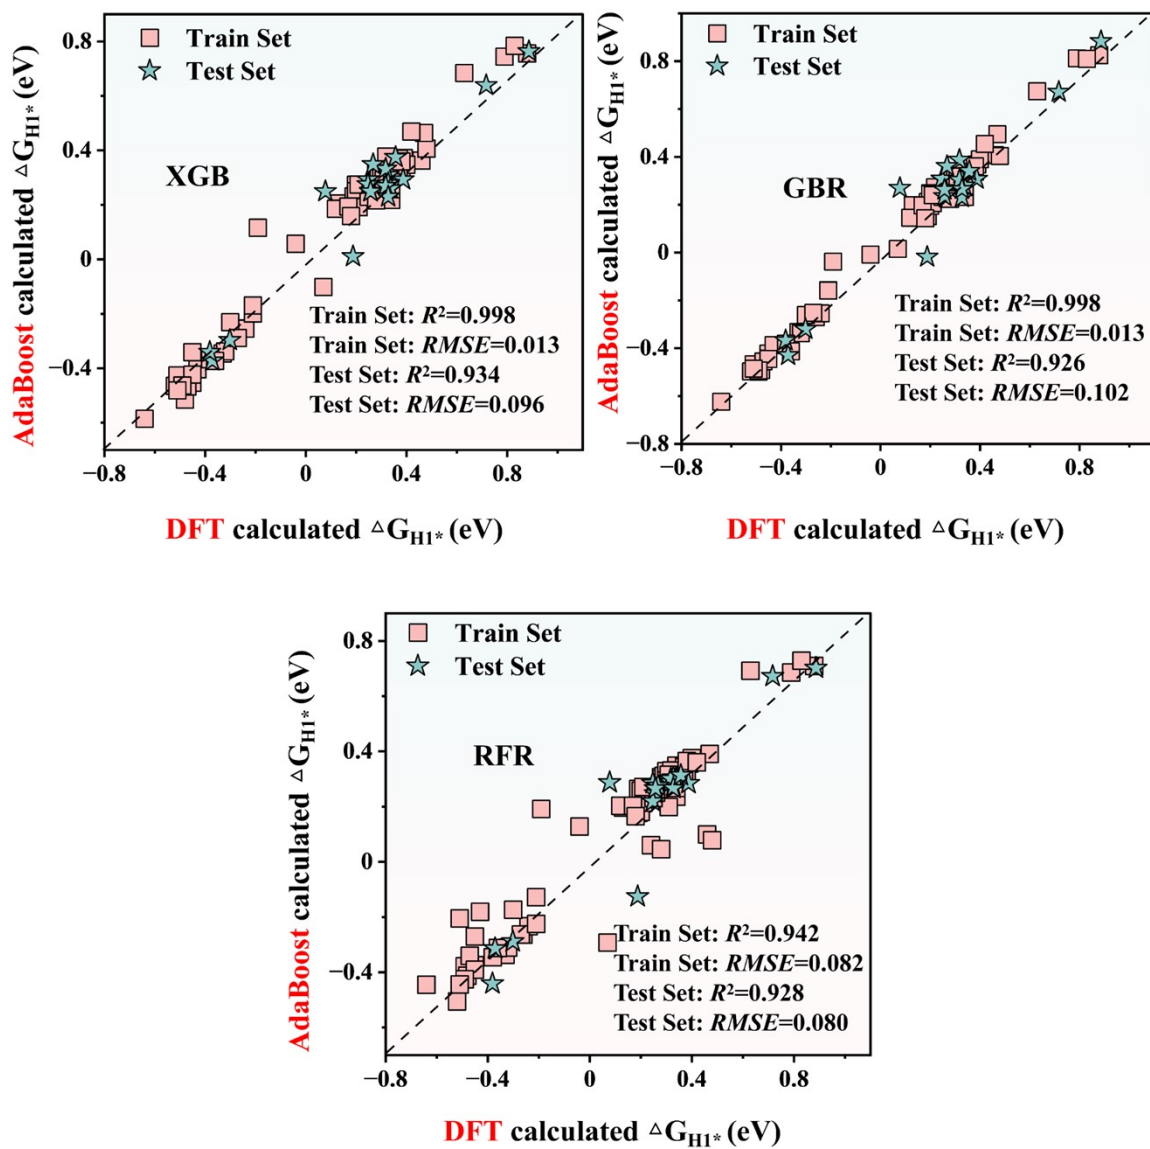 AdaBoost calculated △G_H1* (eV)
0.8
0.4
0
−0.4
Train Set
Test Set
XGB
Train Set: R²=0.998
Train Set: RMSE=0.013
Test Set: R²=0.934
Test Set: RMSE=0.096
−0.8 −0.4 0 0.4 0.8
DFT calculated △G_H1* (eV)
AdaBoost calculated △G_H1* (eV)
0.8
0.4
0
−0.4
−0.8
Train Set
Test Set
GBR
Train Set: R²=0.998
Train Set: RMSE=0.013
Test Set: R²=0.926
Test Set: RMSE=0.102
−0.8 −0.4 0 0.4 0.8
DFT calculated △G_H1* (eV)
AdaBoost calculated △G_H1* (eV)
0.8
0.4
0
−0.4
Train Set
Test Set
RFR
Train Set: R²=0.942
Train Set: RMSE=0.082
Test Set: R²=0.928
Test Set: RMSE=0.080
−0.8 −0.4 0 0.4 0.8
DFT calculated △G_H1* (eV)